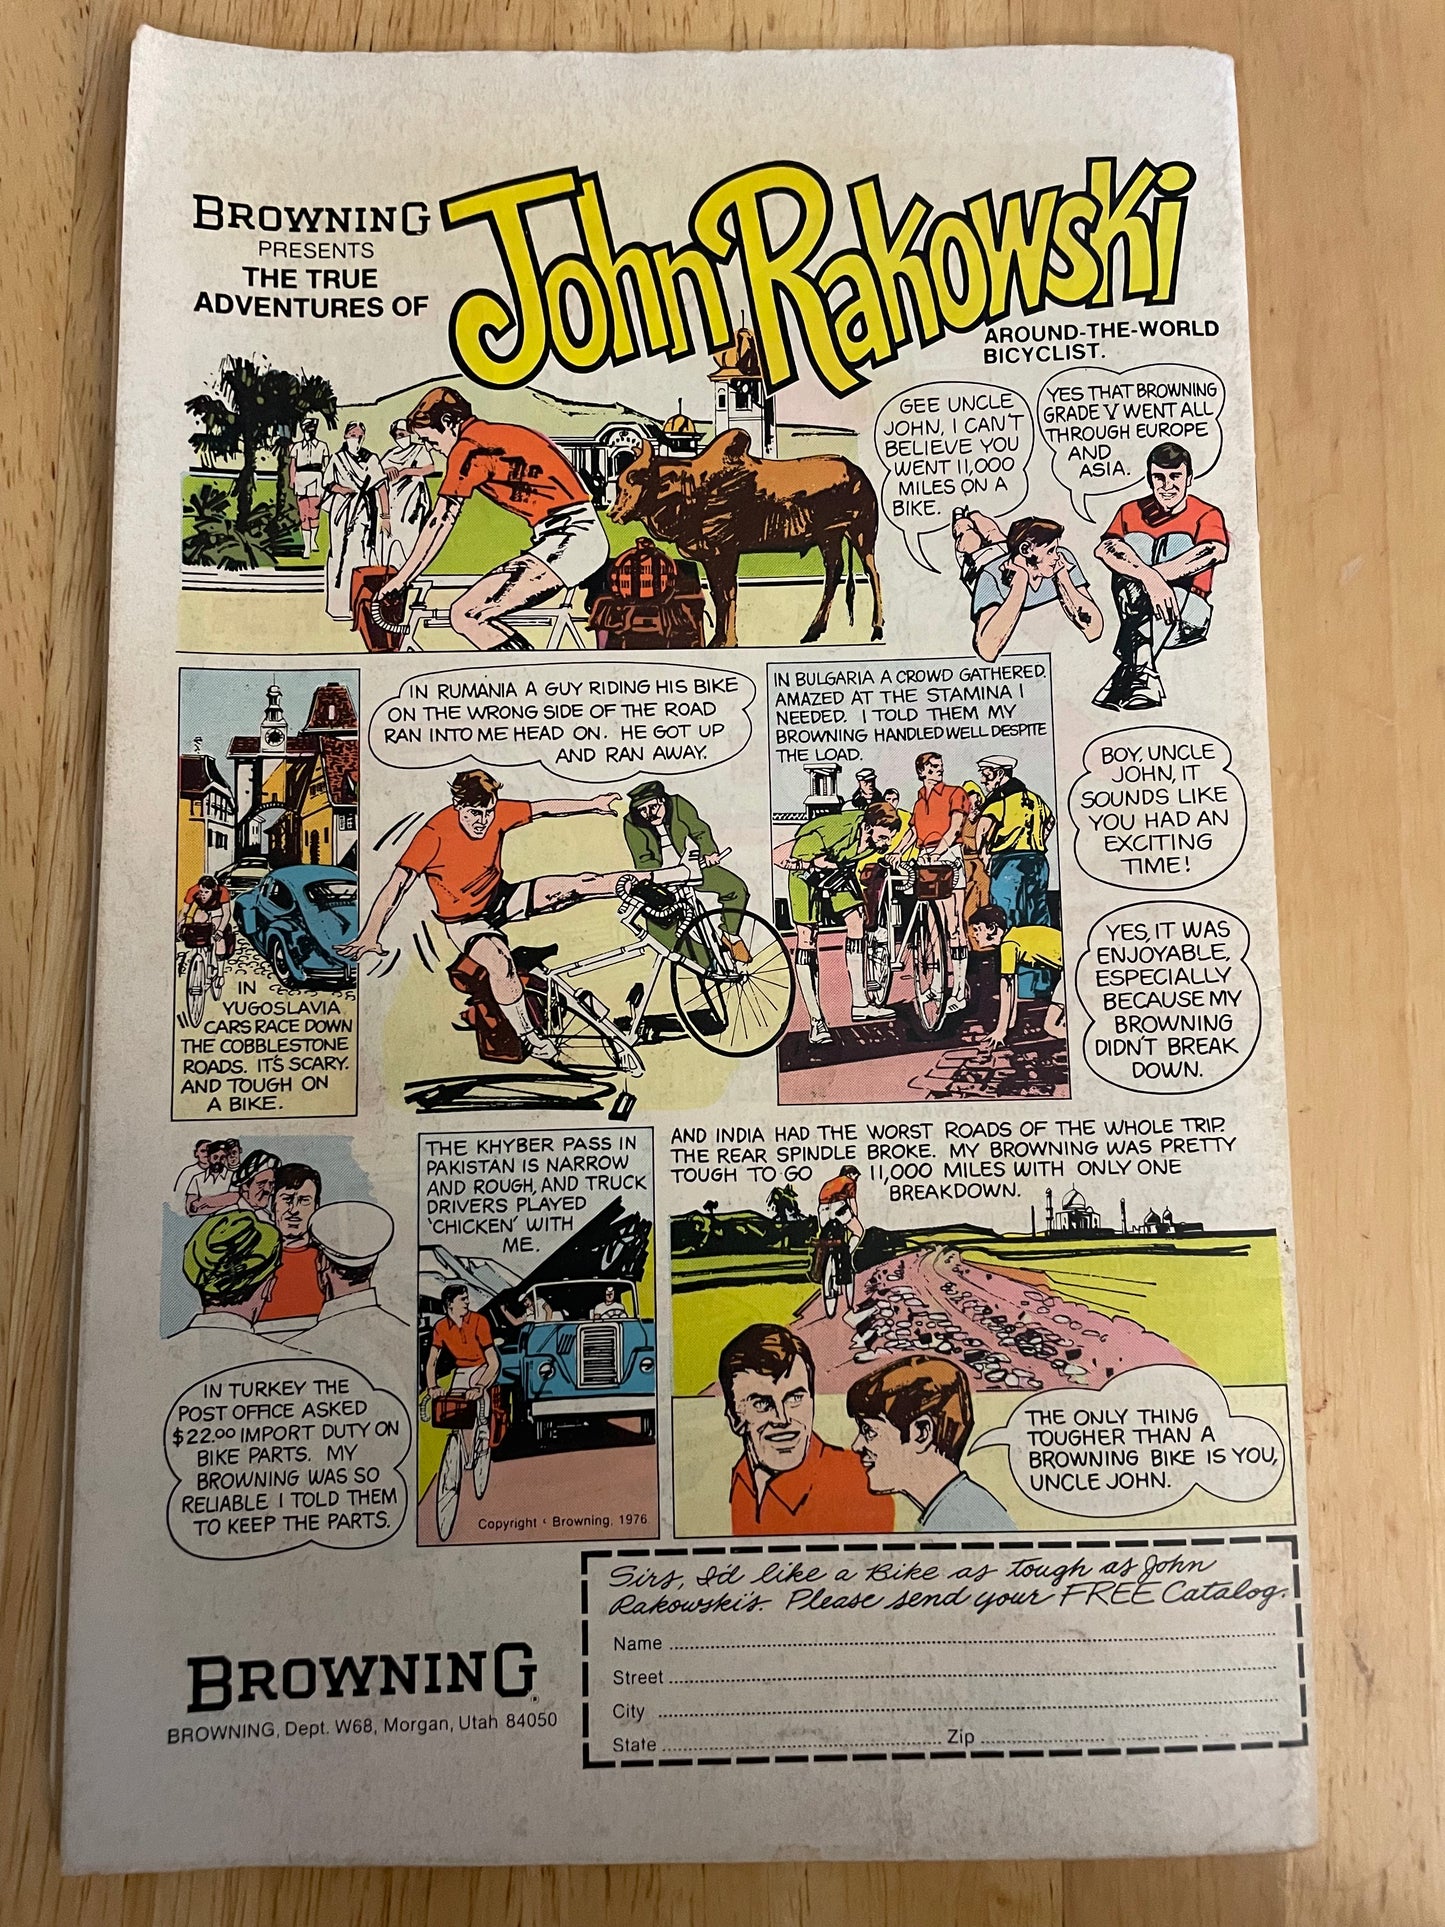 BROWNING
PRESENTS
THE TRUE
ADVENTURES OF
John Rakowski
AROUND-THE-WORLD
BICYCLIST.
GEE UNCLE
JOHN, I CAN'T
BELIEVE YOU
WENT 11,000
MILES ON A
BIKE.
YES THAT BROWNING
GRADE V WENT ALL
THROUGH EUROPE
AND
ASIA.
IN
YUGOSLAVIA
CARS RACE DOWN
THE COBBLESTONE
ROADS. IT'S SCARY.
AND TOUGH ON
A BIKE.
IN RUMANIA A GUY RIDING HIS BIKE
ON THE WRONG SIDE OF THE ROAD
RAN INTO ME HEAD ON. HE GOT UP
AND RAN AWAY.
IN BULGARIA A CROWD GATHERED.
AMAZED AT THE STAMINA I
NEEDED. I TOLD THEM MY
BROWNING HANDLED WELL DESPITE
THE LOAD.
BOY, UNCLE
JOHN, IT
SOUNDS LIKE
YOU HAD AN
EXCITING
TIME!
YES, IT WAS
ENJOYABLE,
ESPECIALLY
BECAUSE MY
BROWNING
DIDN'T BREAK
DOWN.
IN TURKEY THE
POST OFFICE ASKED
$22.00 IMPORT DUTY ON
BIKE PARTS. MY
BROWNING WAS SO
RELIABLE I TOLD THEM
TO KEEP THE PARTS.
THE KHYBER PASS IN
PAKISTAN IS NARROW
AND ROUGH, AND TRUCK
DRIVERS PLAYED
'CHICKEN' WITH
ME.
Copyright © Browning, 1976
AND INDIA HAD THE WORST ROADS OF THE WHOLE TRIP.
THE REAR SPINDLE BROKE. MY BROWNING WAS PRETTY
TOUGH TO GO 11,000 MILES WITH ONLY ONE
BREAKDOWN.
THE ONLY THING
TOUGHER THAN A
BROWNING BIKE IS YOU,
UNCLE JOHN.
Sirs, I'd like a Bike as tough as John
Rakowski's. Please send your FREE Catalog.
Name
Street
City
State Zip
BROWNING®
BROWNING, Dept. W68, Morgan, Utah 84050